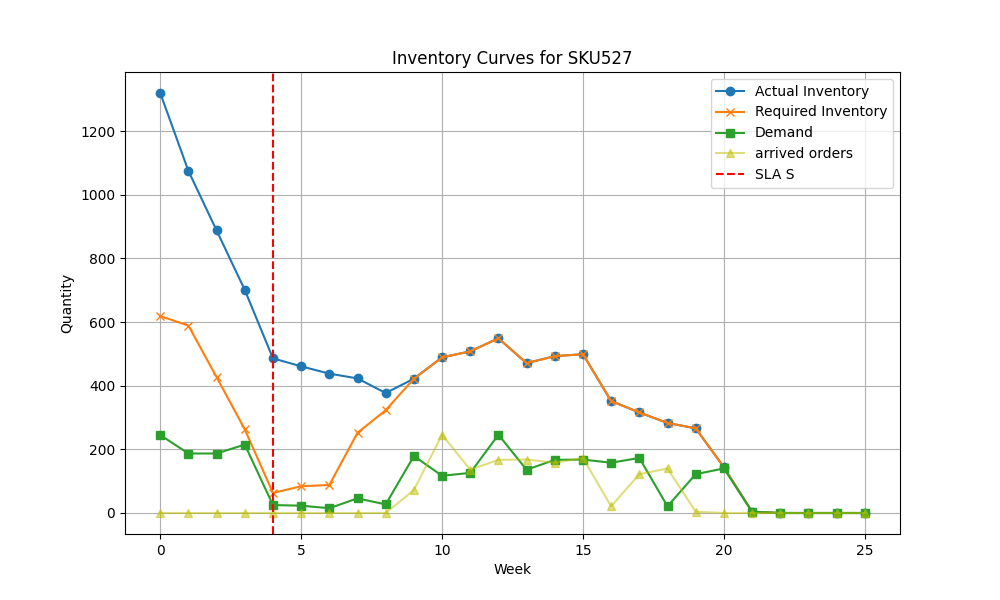 Inventory Curves for SKU527
Actual Inventory
Required Inventory
Demand
arrived orders
SLA S
Quantity
1200
1000
800
600
400
200
0
0 5 10 15 20 25
Week